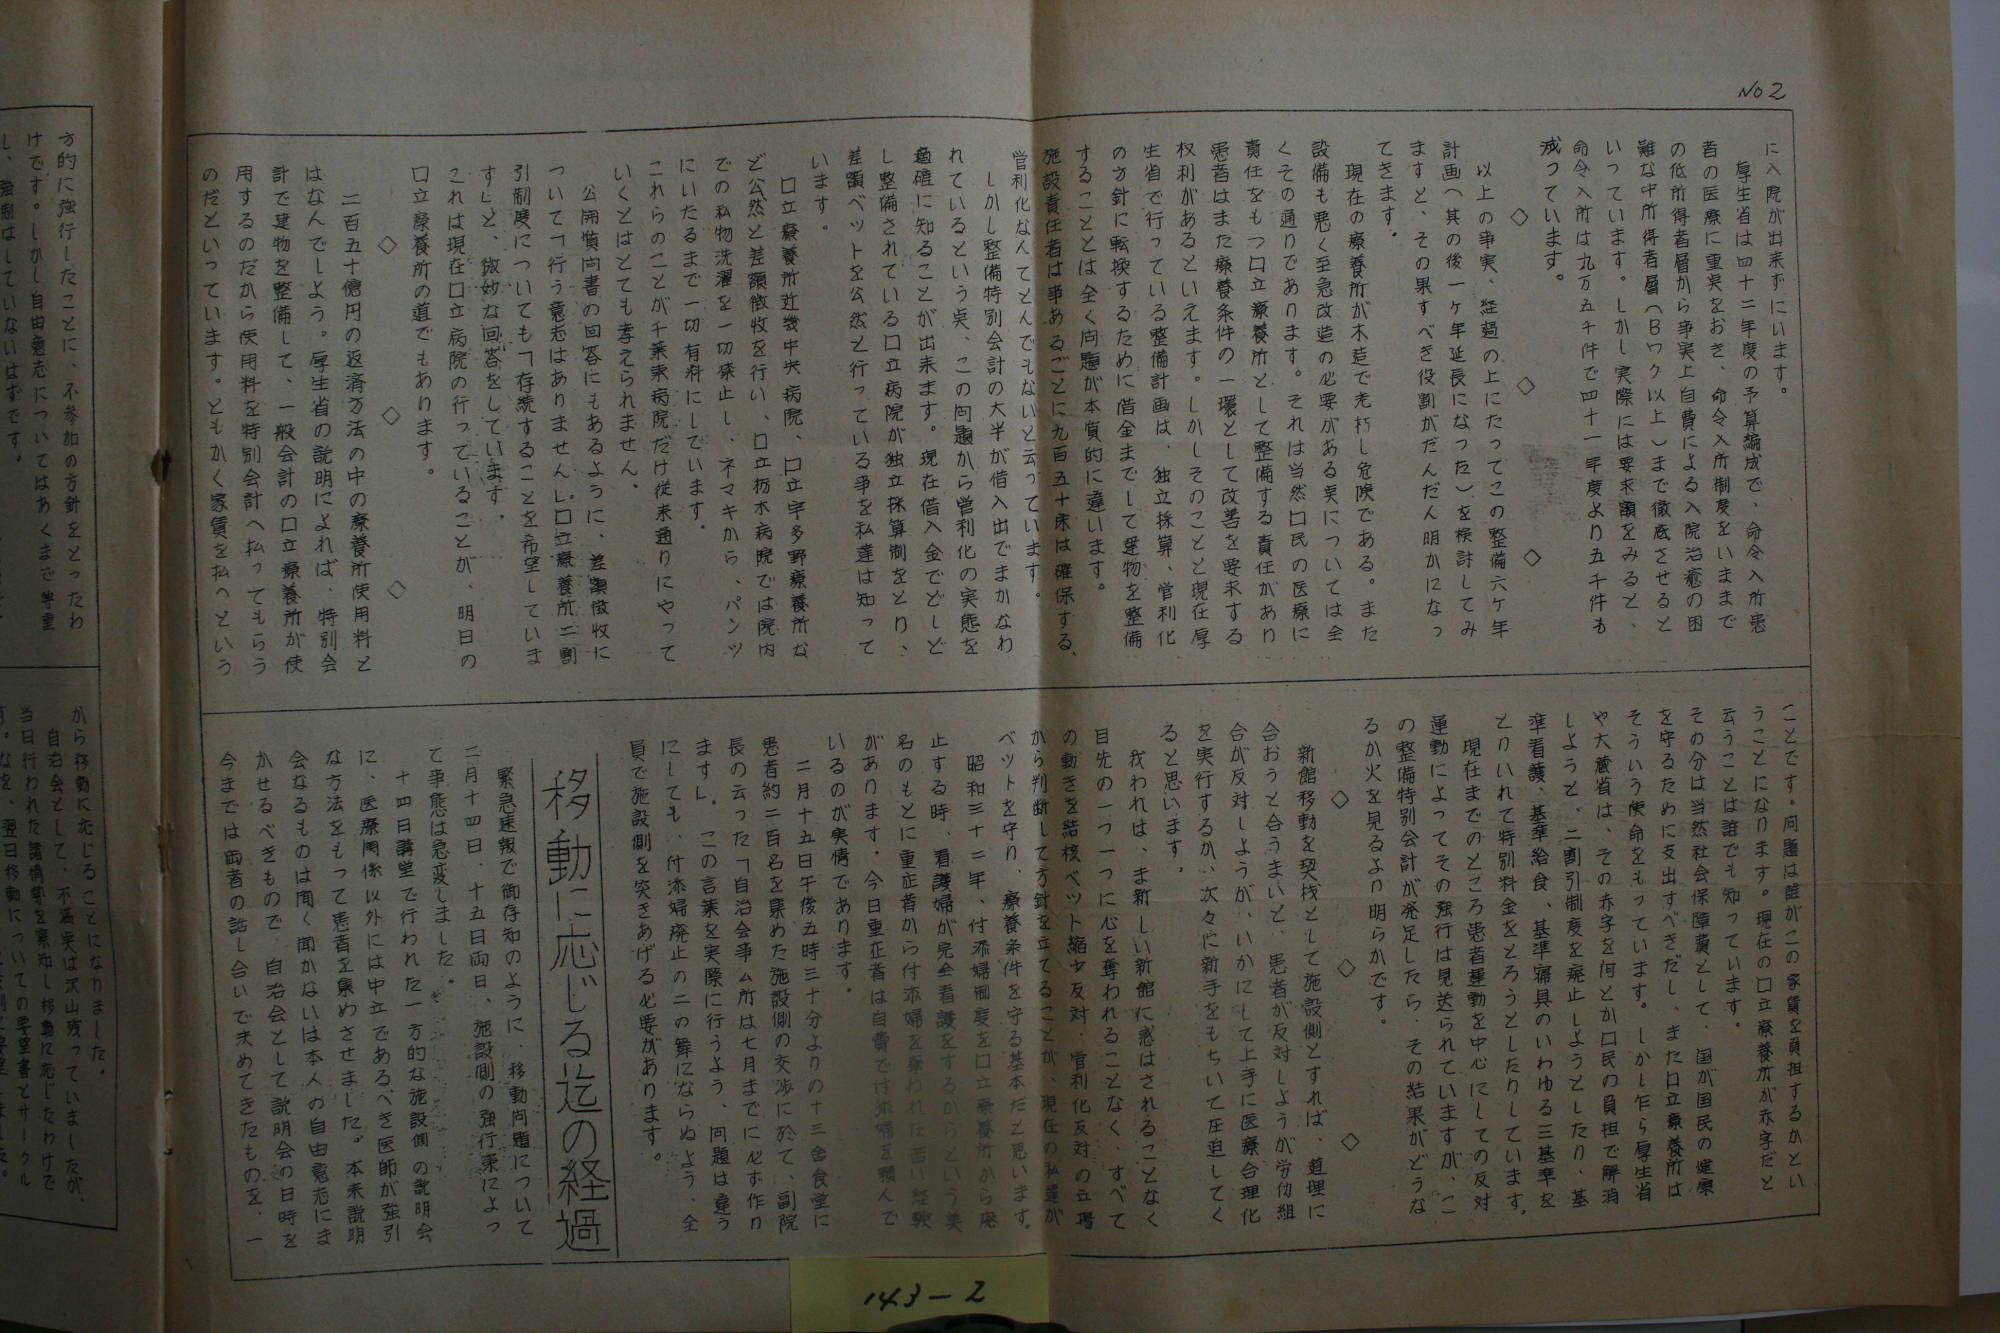 NO2
に入院が出来ずにいます。
厚生省は四十二年度の予算編成で、命令入所患
者の医療に重点をおき、命令入所制度をいままで
の低所得者層から事実上自費による入院治癒の困
難な中所得者層(Bワク以上)まで徹底させると
いっています。しかし実際には要求額をみると、
命令入所は九万五千件で四十一年度より五千件も
減っています。
◇ ◇ ◇
以上の事実、経過の上にたってこの整備六ヶ年
計画(其の後一ヶ年延長になった)を検討してみ
ますと、その果すべき役割がだんだん明かになっ
てきます。
現在の療養所が木造で老朽し危険である。また
設備も悪く至急改造の必要がある点については全
くその通りであります。それは当然口民の医療に
責任をもつ口立療養所として整備する責任があり
患者はまた療養条件の一環として改善を要求する
権利があるといえます。しかしそのことと現在厚
生省で行っている整備計画は、独立採算、営利化
の方針に転換するために借金までして建物を整備
することとは全く问題が本質的に違います。
施設責任者は事あるごとに九百五十床は確保する、
営利化なんてとんでもないと云っています。
しかし整備特別会計の大半が借入出でまかなわ
れているという点、この问題から営利化の実態を
適確に知ることが出来ます。現在借入金でどしど
し整備されている口立病院が独立採算制をとり、
差額ベットを公然と行っている事を私達は知って
います。
口立療養所近幾中央病院、口立宇多野療養所な
ど公然と差額徴收を行い、口立栃木病院では院内
での私物洗濯を一切禁止し、ネマキから、パンツ
にいたるまで一切有料にしています。
これらのことが千葉東病院だけ従来通りにやって
いくとはとても考えられません。
公開質向書の回答にもあるように、差額徴收に
ついて「行う意志はありません」。口立療養所二割
引制度についても「存続することを希望していま
す」と、微妙な回答をしています。
これは現在口立病院の行っていることが、明日の
口立療養所の道でもあります。
◇ ◇ ◇
二百五十億円の返済方法の中の療養所使用料と
はなんでしよう。厚生省の説明によれば、特別会
計で建物を整備して、一般会計の口立療養所が使
用するのだから使用料を特別会計へ払ってもらう
のだといっています。ともかく家賃を払へという
ことです。问題は誰がこの家賃を負担するかとい
うことになります。現在の口立療養所が赤字だと
云うことは誰でも知っています。
その分は当然社会保障費として、国が国民の健康
を守るために支出すべきだし、また口立療養所は
そういう使命をもっています。しかし乍ら厚生省
や大蔵省は、その赤字を何とか口民の負担で解消
しようと、二割引制度を廃止しようとしたり、基
準看護、基準給食、基準寝具のいわゆる三基準を
とりいれて特別料金をとろうとしたりしています。
現在までのところ患者運動を中心にしての反対
運動によってその強行は見送られていますが、こ
の整備特別会計が発足したら、その結果がどうな
るか火を見るより明らかです。
◇ ◇ ◇
新館移動を契栈として施設側とすれば、道理に
合おうと合うまいと、患者が反対しようが労仂組
合が反対しようが、いかにして上手に医療合理化
を実行するか、次々に新手をもちいて圧迫してく
ると思います。
我われは、ま新しい新館に惑はされることなく
目先の一つ一つに心を奪われることなく、すべて
の動きを結核ベット縮少反対・営利化反対の立場
から判断して方針を立てることが、現在の私達が
ベットを守り、療養条件を守る基本だと思います。
昭和三十二年、付添婦制度を口立療養所から廃
止する時、看護婦が完全看護をするからという美
名のもとに重症者から付添婦を奪われた苦い経験
があります。今日重症者は自費で付添婦を頼んで
いるのが実情であります。
二月十五日午後五時三十分よりの十三舎食堂に
患者約二百名を集めた施設側の交渉に於て、副院
長の云った「自治会事ム所は七月までに必ず作り
ます」。この言葉を実際に行うよう、问題は違う
にしても、付添婦廃止の二の舞にならぬよう、全
員で施設側を突きあげる必要があります。
移動に応じる迄の経過
緊急速報で御存知のように、移動问題について
二月十四日、十五日両日、施設側の強行策によっ
て事態は急変しました。
十四日講堂で行われた一方的な施設側の説明会
に、医療関係以外には中立であるべき医師が強引
な方法をもって患者を集めさせました。本来説明
会なるものは聞く聞かないは本人の自由意志にま
かせるべきもので、自治会として説明会の日時を
今までは両者の話し合いで決めてきたものを、一
方的に強行したことに、不参加の方針をとったわ
けです。しかし自由意志についてはあくまで尊重
し、強制はしていないはずです。
から移動に応じることになりました。
自治会として、不満点は沢山残っていましたが、
当日行われた諸情勢を察知し移動に応じたわけで
す。なを、翌日移動についての要望書とサークル
143-2